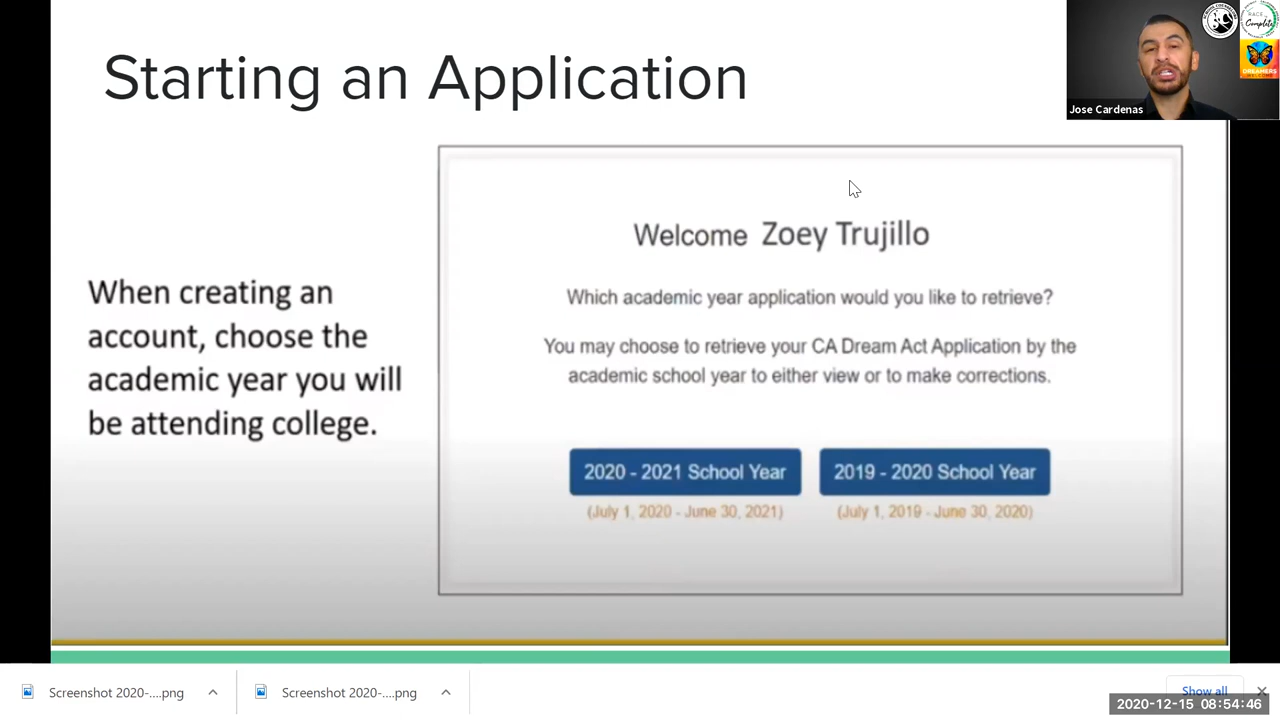 Starting an Application
RACE
Complete
DREAMERS
WELCOME
Jose Cardenas
When creating an
account, choose the
academic year you will
be attending college.
Welcome Zoey Trujillo
Which academic year application would you like to retrieve?
You may choose to retrieve your CA Dream Act Application by the
academic school year to either view or to make corrections.
2020 - 2021 School Year
(July 1, 2020 - June 30, 2021)
2019 - 2020 School Year
(July 1, 2019 - June 30, 2020)
Screenshot 2020-....png
Screenshot 2020-....png
Show all
2020-12-15 08:54:46